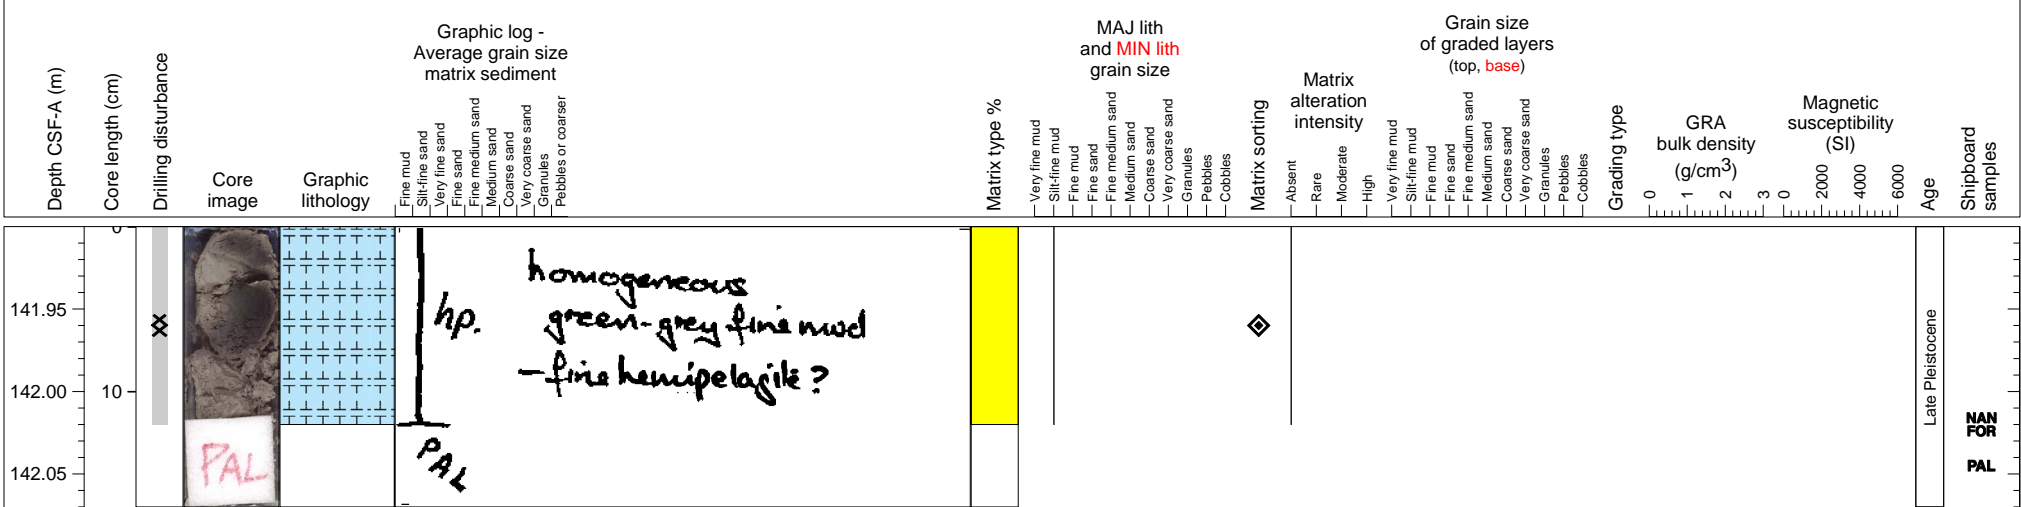 Depth CSF-A (m)
Core length (cm)
Drilling disturbance
Core
image
Graphic
lithology
Graphic log -
Average grain size
matrix sediment
Fine mud
Silt-fine sand
Very fine sand
Fine sand
Fine medium sand
Medium sand
Coarse sand
Very coarse sand
Granules
Pebbles or coarser
Matrix type %
MAJ lith
and MIN lith
grain size
Very fine mud
Silt-fine mud
Fine mud
Fine sand
Fine medium sand
Medium sand
Coarse sand
Very coarse sand
Granules
Pebbles
Cobbles
Matrix sorting
Matrix
alteration
intensity
Absent
Rare
Moderate
High
Grain size
of graded layers
(top, base)
Very fine mud
Silt-fine mud
Fine mud
Fine sand
Fine medium sand
Medium sand
Coarse sand
Very coarse sand
Granules
Pebbles
Cobbles
Grading type
GRA
bulk density
(g/cm3)
0 1 2 3
Magnetic
susceptibility
(SI)
0 2000 4000 6000
Age
Shipboard
samples
0
141.95
142.00
142.05
10
PAL
hp.
homogeneous
green-grey fine mud
- fine hemipelagite?
PAL
Late Pleistocene
NAN
FOR
PAL